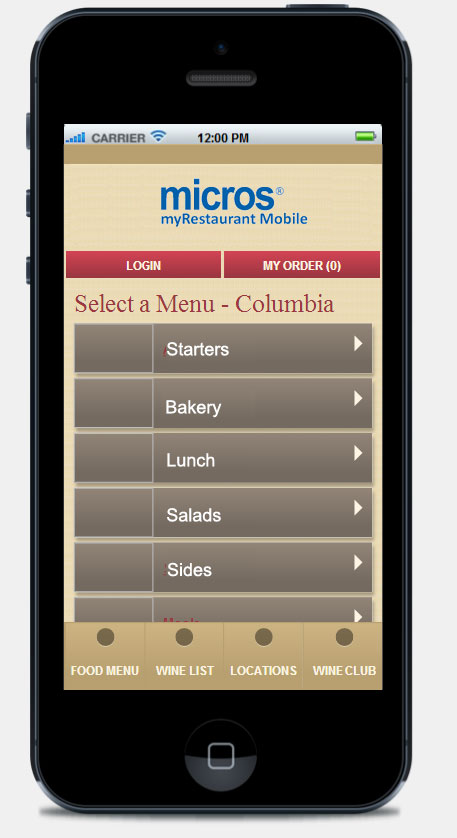 CARRIER 12:00 PM
micros®
myRestaurant Mobile
LOGIN MY ORDER (0)
Select a Menu - Columbia
Starters
Bakery
Lunch
Salads
Sides
FOOD MENU WINE LIST LOCATIONS WINE CLUB